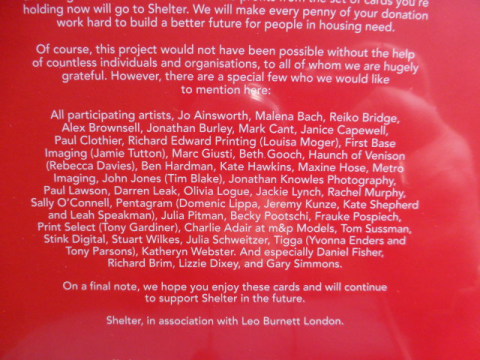 holding now will go to Shelter. We will make every penny of your donation
work hard to build a better future for people in housing need.
Of course, this project would not have been possible without the help
of countless individuals and organisations, to all of whom we are hugely
grateful. However, there are a special few who we would like
to mention here:
All participating artists, Jo Ainsworth, Malena Bach, Reiko Bridge,
Alex Brownsell, Jonathan Burley, Mark Cant, Janice Capewell,
Paul Clothier, Richard Edward Printing (Louisa Moger), First Base
Imaging (Jamie Tutton), Marc Giusti, Beth Gooch, Haunch of Venison
(Rebecca Davies), Ben Hardman, Kate Hawkins, Maxine Hose, Metro
Imaging, John Jones (Tim Blake), Jonathan Knowles Photography,
Paul Lawson, Darren Leak, Olivia Logue, Jackie Lynch, Rachel Murphy,
Sally O'Connell, Pentagram (Domenic Lippa, Jeremy Kunze, Kate Shepherd
and Leah Speakman), Julia Pitman, Becky Pootschi, Frauke Pospiech,
Print Select (Tony Gardiner), Charlie Adair at m&p Models, Tom Sussman,
Stink Digital, Stuart Wilkes, Julia Schweitzer, Tigga (Yvonna Enders and
Tony Parsons), Katheryn Webster. And especially Daniel Fisher,
Richard Brim, Lizzie Dixey, and Gary Simmons.
On a final note, we hope you enjoy these cards and will continue
to support Shelter in the future.
Shelter, in association with Leo Burnett London.